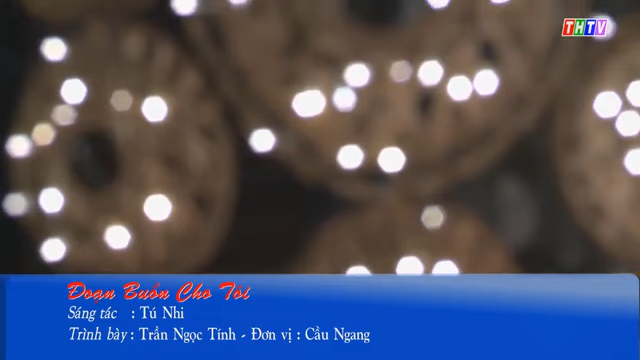 THTV
Đoạn Buồn Cho Tôi
Sáng tác : Tú Nhi
Trình bày : Trần Ngọc Tính - Đơn vị : Cầu Ngang